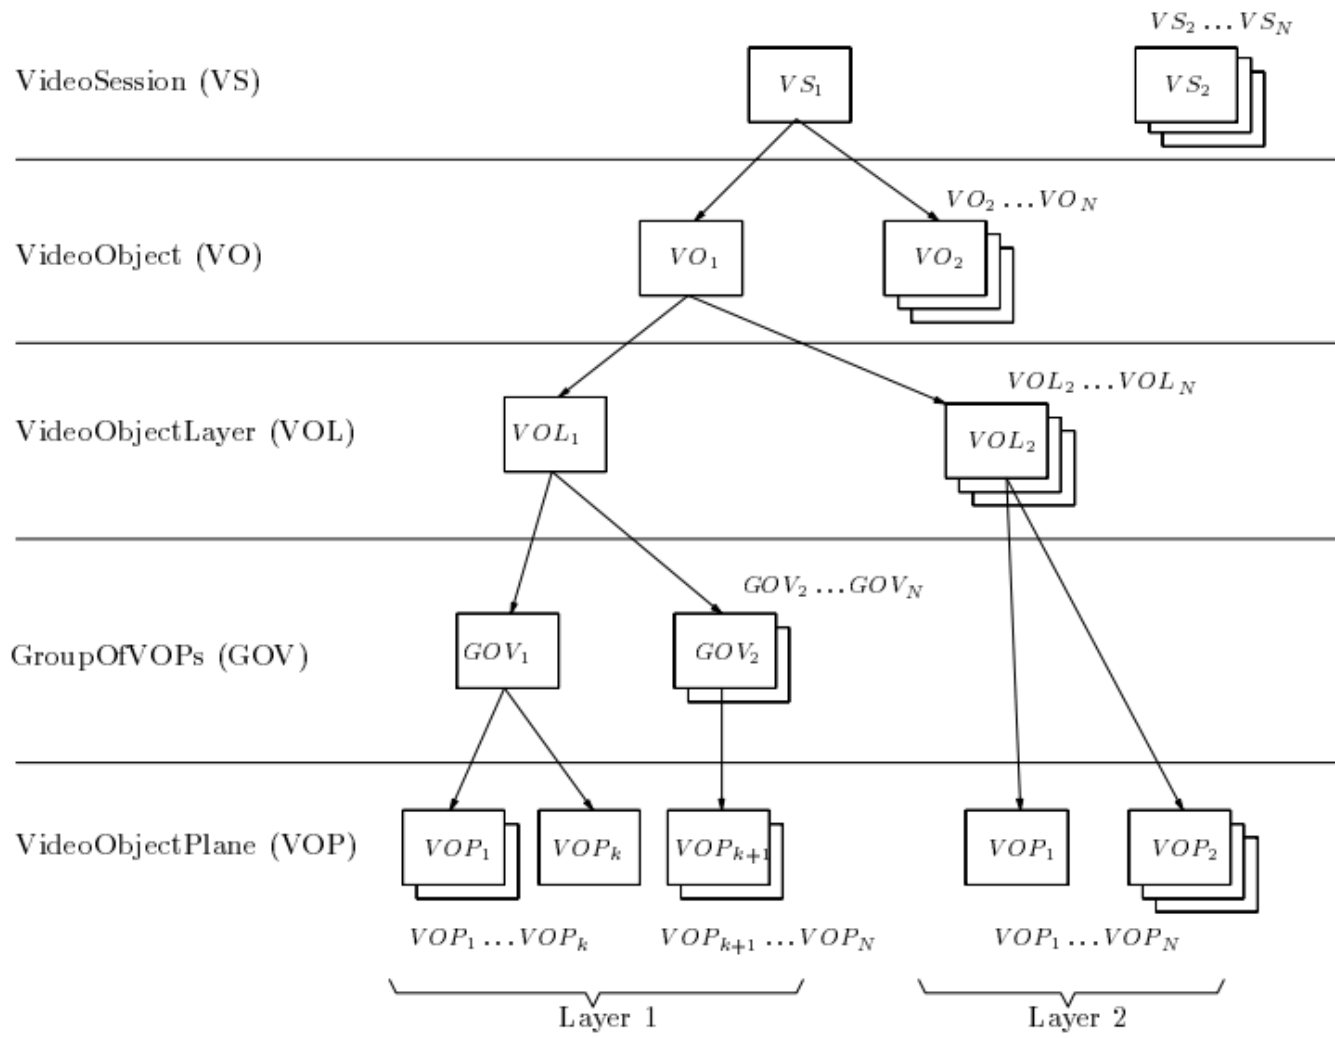 VS₂ ... VS_N
VideoSession (VS)
VS₁
VS₂
VO₂ ... VO_N
VideoObject (VO)
VO₁
VO₂
VOL₂ ... VOL_N
VideoObjectLayer (VOL)
VOL₁
VOL₂
GOV₂ ... GOV_N
GroupOfVOPs (GOV)
GOV₁
GOV₂
VideoObjectPlane (VOP)
VOP₁
VOP_k
VOP_{k+1}
VOP₁
VOP₂
VOP₁ ... VOP_k
VOP_{k+1} ... VOP_N
VOP₁ ... VOP_N
Layer 1
Layer 2